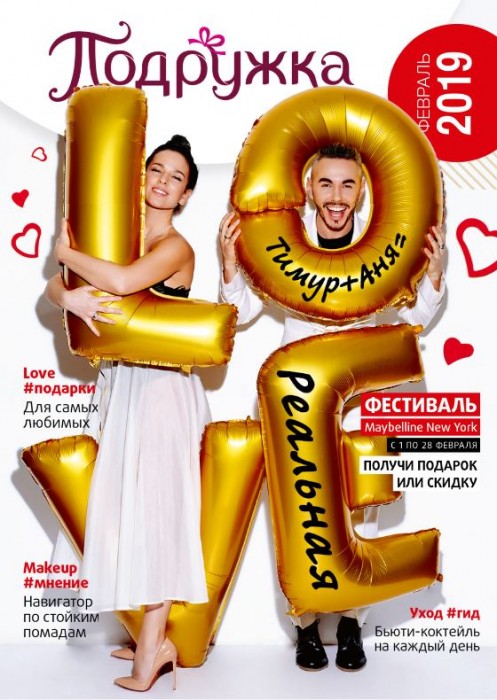 Подружка
ФЕВРАЛЬ
2019
LOVE
Тимур+Аня=
Реальная
Love
#подарки
Для самых
любимых
ФЕСТИВАЛЬ
Maybelline New York
С 1 ПО 28 ФЕВРАЛЯ
ПОЛУЧИ ПОДАРОК
ИЛИ СКИДКУ
Makeup
#мнение
Навигатор
по стойким
помадам
Уход #гид
Бьюти-коктейль
на каждый день